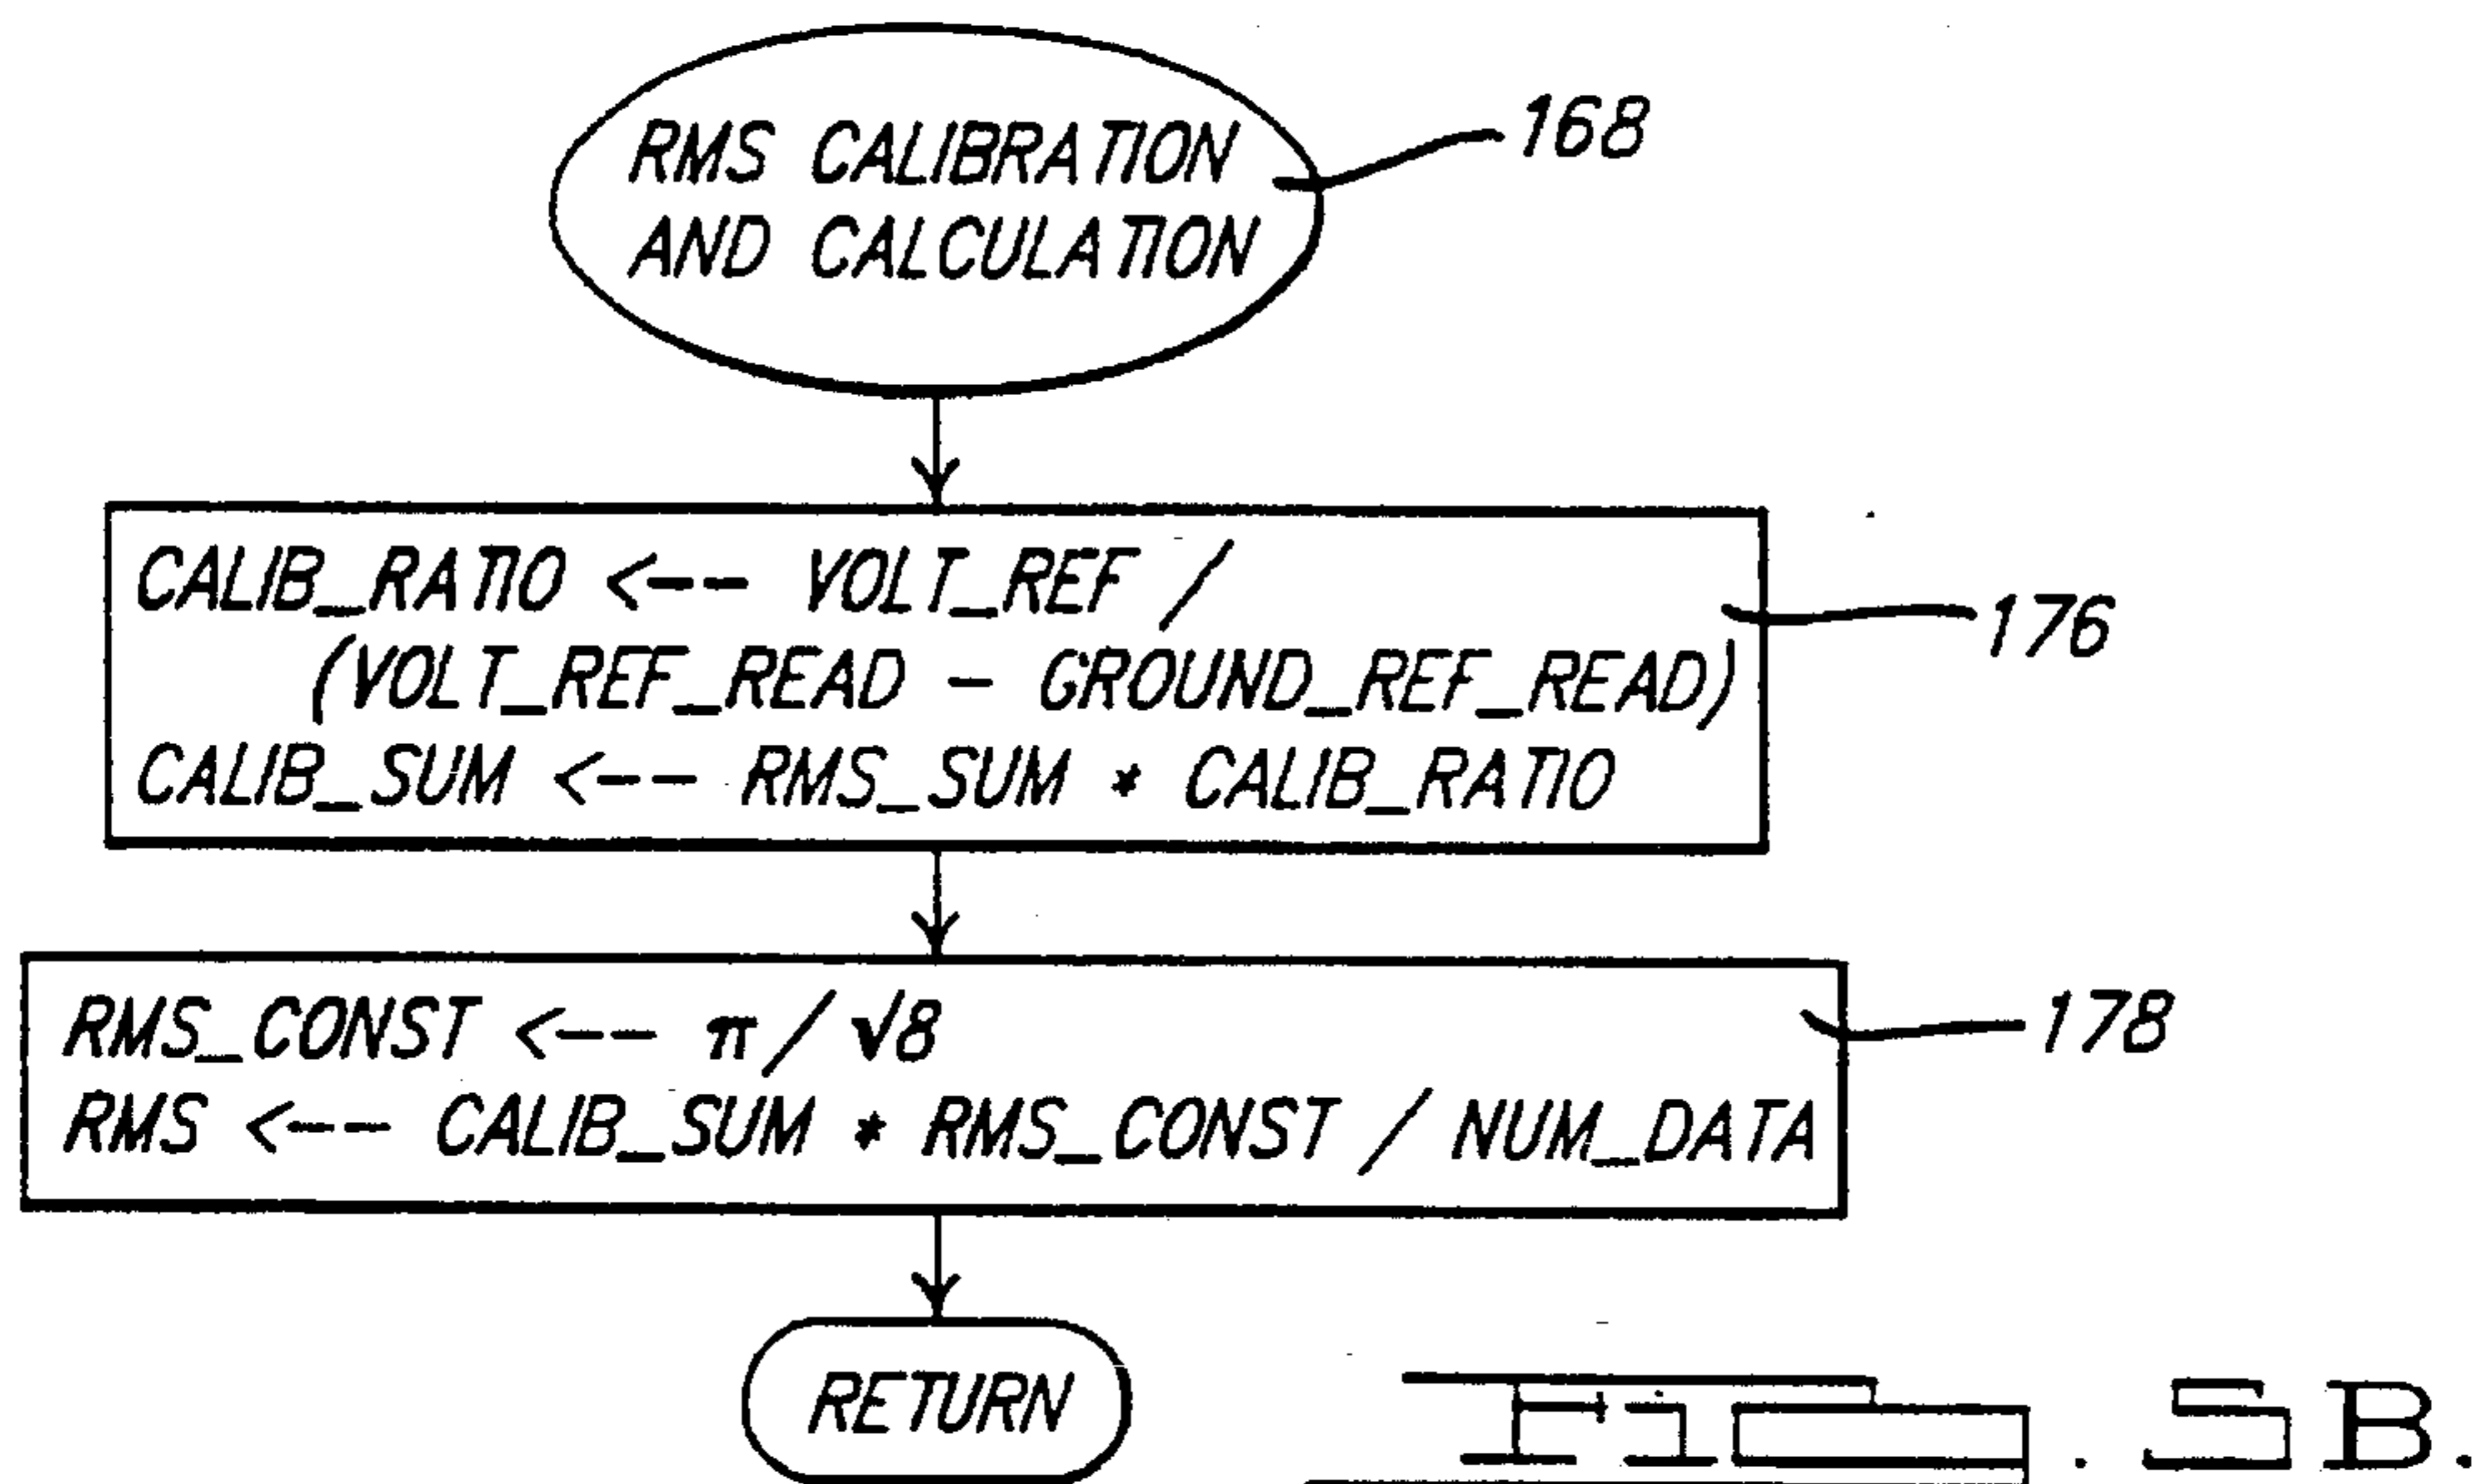 RMS CALIBRATION
AND CALCULATION
168
CALIB_RATIO <-- VOLT_REF /
(VOLT_REF_READ - GROUND_REF_READ)
CALIB_SUM <-- RMS_SUM * CALIB_RATIO
176
RMS_CONST <-- π / √8
RMS <-- CALIB_SUM * RMS_CONST / NUM_DATA
178
RETURN
Fig. 5B.